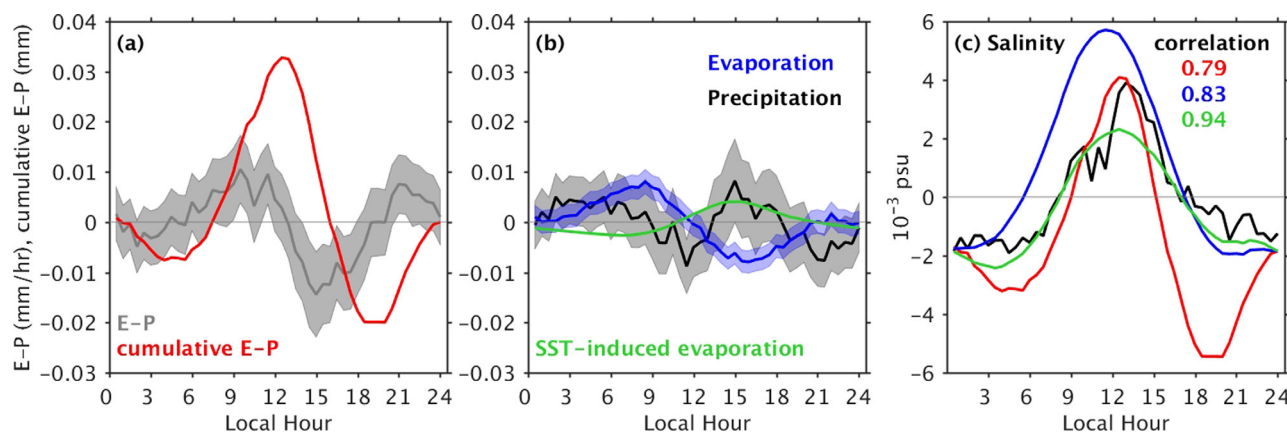 E−P (mm/hr), cumulative E−P (mm)
0.04
0.03
0.02
0.01
0
-0.01
-0.02
-0.03
(a)
E−P
cumulative E−P
0 3 6 9 12 15 18 21 24
Local Hour
0.04
0.03
0.02
0.01
0
-0.01
-0.02
-0.03
(b)
Evaporation
Precipitation
SST−induced evaporation
0 3 6 9 12 15 18 21 24
Local Hour
10⁻³ psu
6
4
2
0
-2
-4
-6
(c) Salinity correlation
0.79
0.83
0.94
3 6 9 12 15 18 21 24
Local Hour